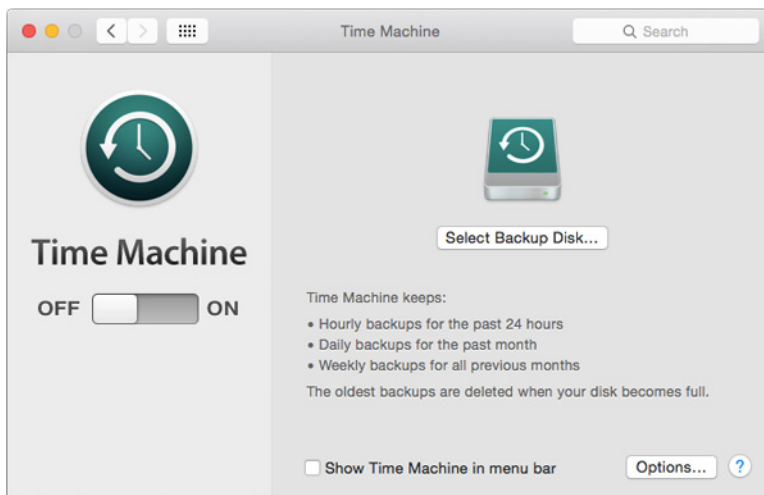 Time Machine
Search
Time Machine
OFF ON
Select Backup Disk...
Time Machine keeps:
• Hourly backups for the past 24 hours
• Daily backups for the past month
• Weekly backups for all previous months
The oldest backups are deleted when your disk becomes full.
Show Time Machine in menu bar
Options...
?